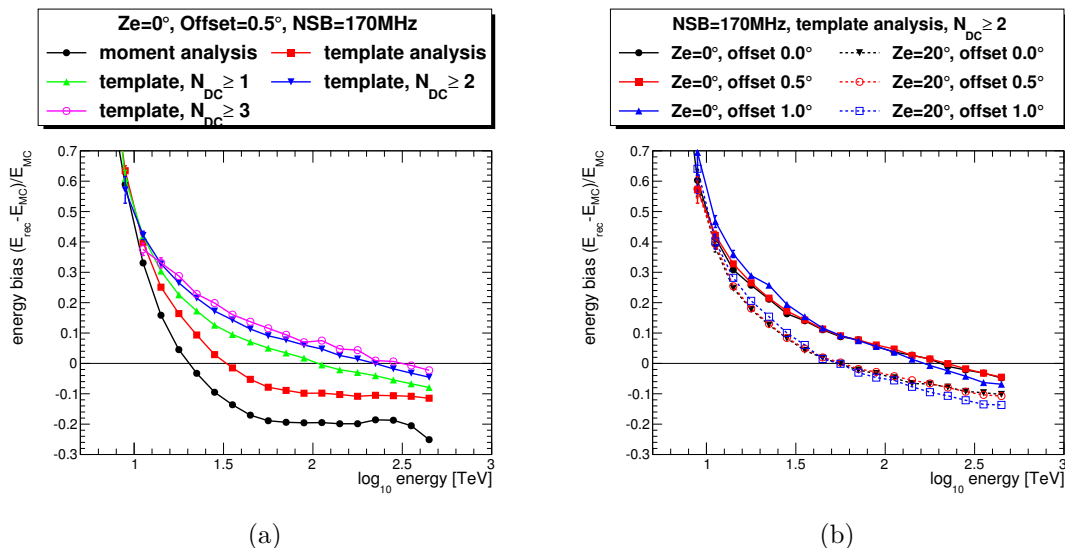 Ze=0°, Offset=0.5°, NSB=170MHz
moment analysis
template analysis
template, N_DC ≥ 1
template, N_DC ≥ 2
template, N_DC ≥ 3
energy bias (E_rec-E_MC)/E_MC
0.7
0.6
0.5
0.4
0.3
0.2
0.1
0
-0.1
-0.2
-0.3
1
1.5
2
2.5
3
log_10 energy [TeV]
(a)
NSB=170MHz, template analysis, N_DC ≥ 2
Ze=0°, offset 0.0°
Ze=20°, offset 0.0°
Ze=0°, offset 0.5°
Ze=20°, offset 0.5°
Ze=0°, offset 1.0°
Ze=20°, offset 1.0°
energy bias (E_rec-E_MC)/E_MC
0.7
0.6
0.5
0.4
0.3
0.2
0.1
0
-0.1
-0.2
-0.3
1
1.5
2
2.5
3
log_10 energy [TeV]
(b)